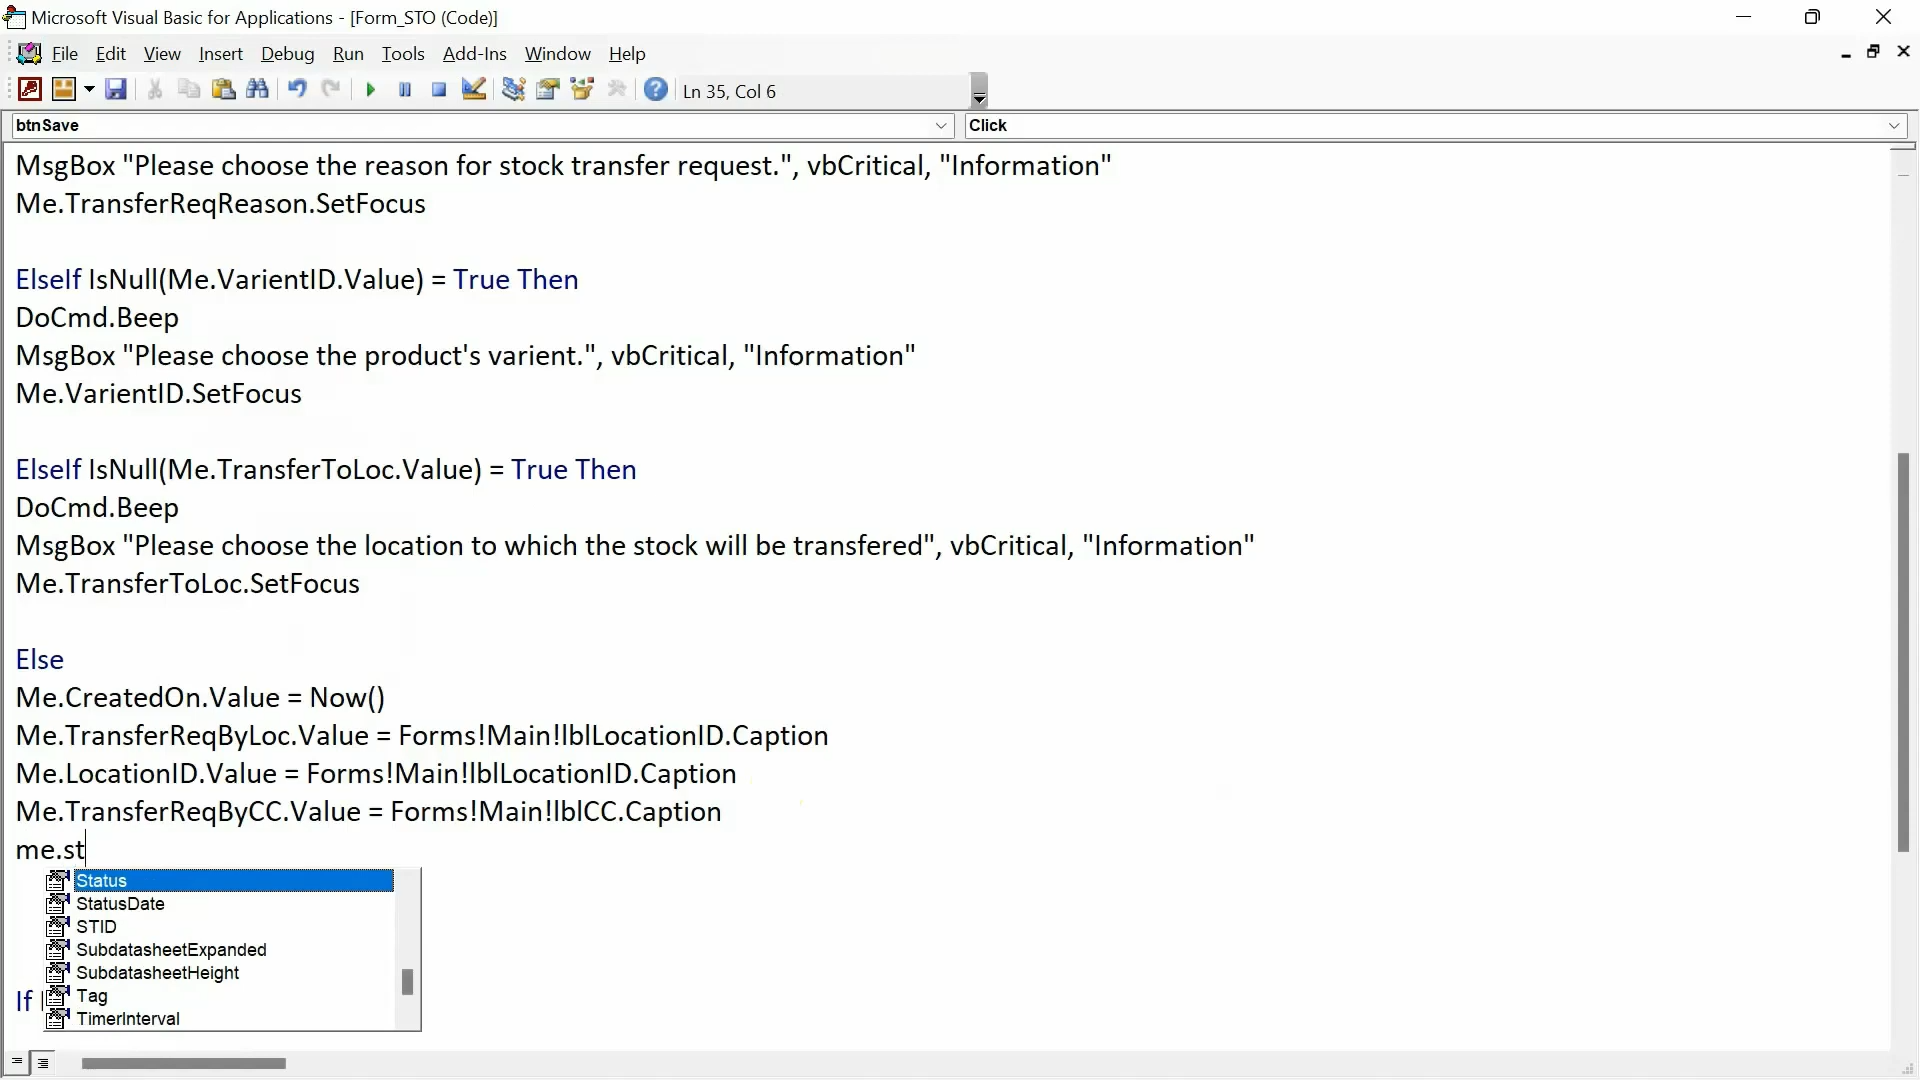 Microsoft Visual Basic for Applications - [Form_STO (Code)]
File Edit View Insert Debug Run Tools Add-Ins Window Help
Ln 35, Col 6
btnSave
Click
MsgBox "Please choose the reason for stock transfer request.", vbCritical, "Information"
Me.TransferReqReason.SetFocus
ElseIf IsNull(Me.VarientID.Value) = True Then
DoCmd.Beep
MsgBox "Please choose the product's varient.", vbCritical, "Information"
Me.VarientID.SetFocus
ElseIf IsNull(Me.TransferToLoc.Value) = True Then
DoCmd.Beep
MsgBox "Please choose the location to which the stock will be transfered", vbCritical, "Information"
Me.TransferToLoc.SetFocus
Else
Me.CreatedOn.Value = Now()
Me.TransferReqByLoc.Value = Forms!Main!lblLocationID.Caption
Me.LocationID.Value = Forms!Main!lblLocationID.Caption
Me.TransferReqByCC.Value = Forms!Main!lblCC.Caption
me.st
Status
StatusDate
STID
SubdatasheetExpanded
SubdatasheetHeight
Tag
TimerInterval
If